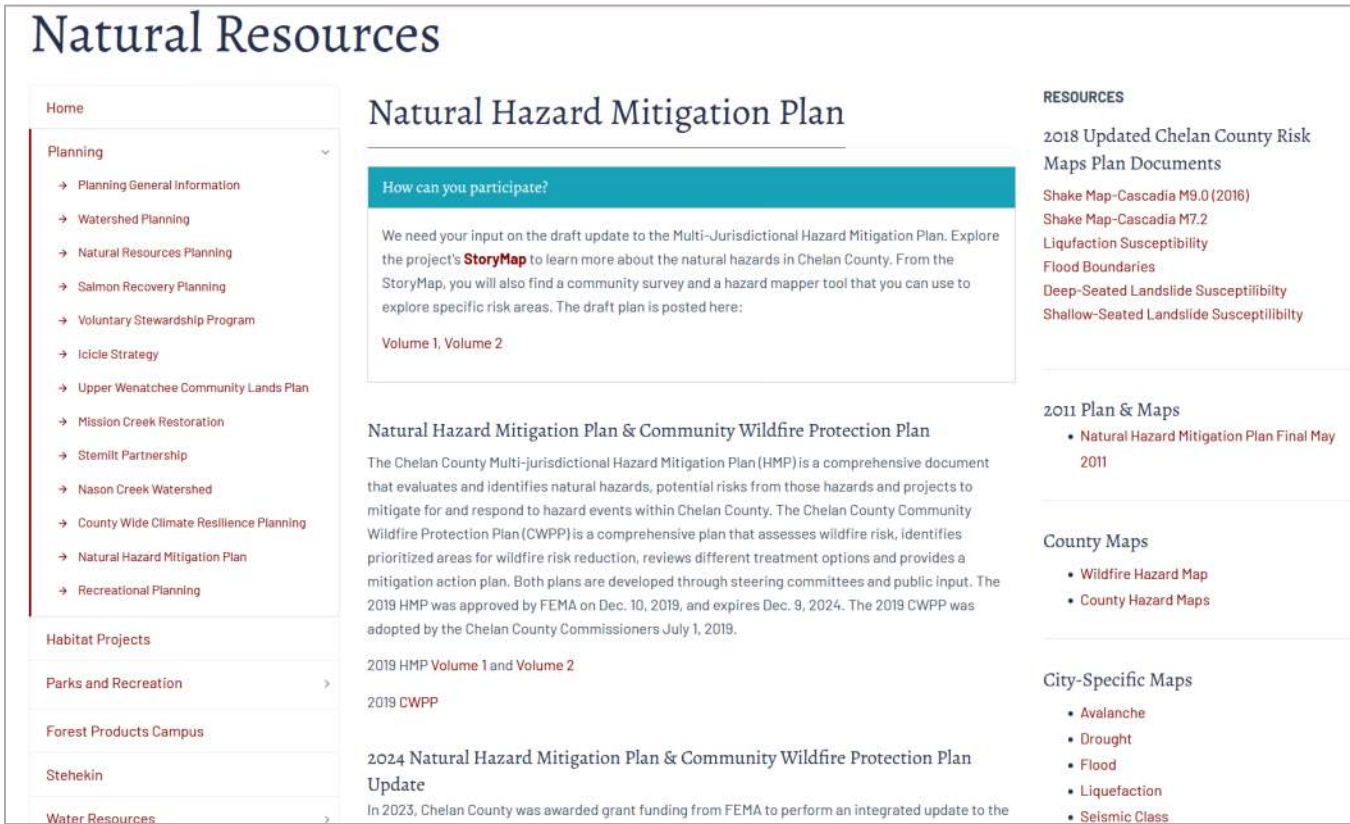 Natural Resources
Home
Planning
Planning General Information
Watershed Planning
Natural Resources Planning
Salmon Recovery Planning
Voluntary Stewardship Program
Icicle Strategy
Upper Wenatchee Community Lands Plan
Mission Creek Restoration
Stemilt Partnership
Nason Creek Watershed
County Wide Climate Resilience Planning
Natural Hazard Mitigation Plan
Recreational Planning
Habitat Projects
Parks and Recreation
Forest Products Campus
Stehekin
Water Resources
Natural Hazard Mitigation Plan
How can you participate?
We need your input on the draft update to the Multi-Jurisdictional Hazard Mitigation Plan. Explore
the project's StoryMap to learn more about the natural hazards in Chelan County. From the
StoryMap, you will also find a community survey and a hazard mapper tool that you can use to
explore specific risk areas. The draft plan is posted here:
Volume 1, Volume 2
Natural Hazard Mitigation Plan & Community Wildfire Protection Plan
The Chelan County Multi-jurisdictional Hazard Mitigation Plan (HMP) is a comprehensive document
that evaluates and identifies natural hazards, potential risks from those hazards and projects to
mitigate for and respond to hazard events within Chelan County. The Chelan County Community
Wildfire Protection Plan (CWPP) is a comprehensive plan that assesses wildfire risk, identifies
prioritized areas for wildfire risk reduction, reviews different treatment options and provides a
mitigation action plan. Both plans are developed through steering committees and public input. The
2019 HMP was approved by FEMA on Dec. 10, 2019, and expires Dec. 9, 2024. The 2019 CWPP was
adopted by the Chelan County Commissioners July 1, 2019.
2019 HMP Volume 1 and Volume 2
2019 CWPP
2024 Natural Hazard Mitigation Plan & Community Wildfire Protection Plan
Update
In 2023, Chelan County was awarded grant funding from FEMA to perform an integrated update to the
RESOURCES
2018 Updated Chelan County Risk
Maps Plan Documents
Shake Map-Cascadia M9.0 (2016)
Shake Map-Cascadia M7.2
Liqufaction Susceptibility
Flood Boundaries
Deep-Seated Landslide Susceptilibilty
Shallow-Seated Landslide Susceptilibilty
2011 Plan & Maps
• Natural Hazard Mitigation Plan Final May
2011
County Maps
• Wildfire Hazard Map
• County Hazard Maps
City-Specific Maps
• Avalanche
• Drought
• Flood
• Liquefaction
• Seismic Class